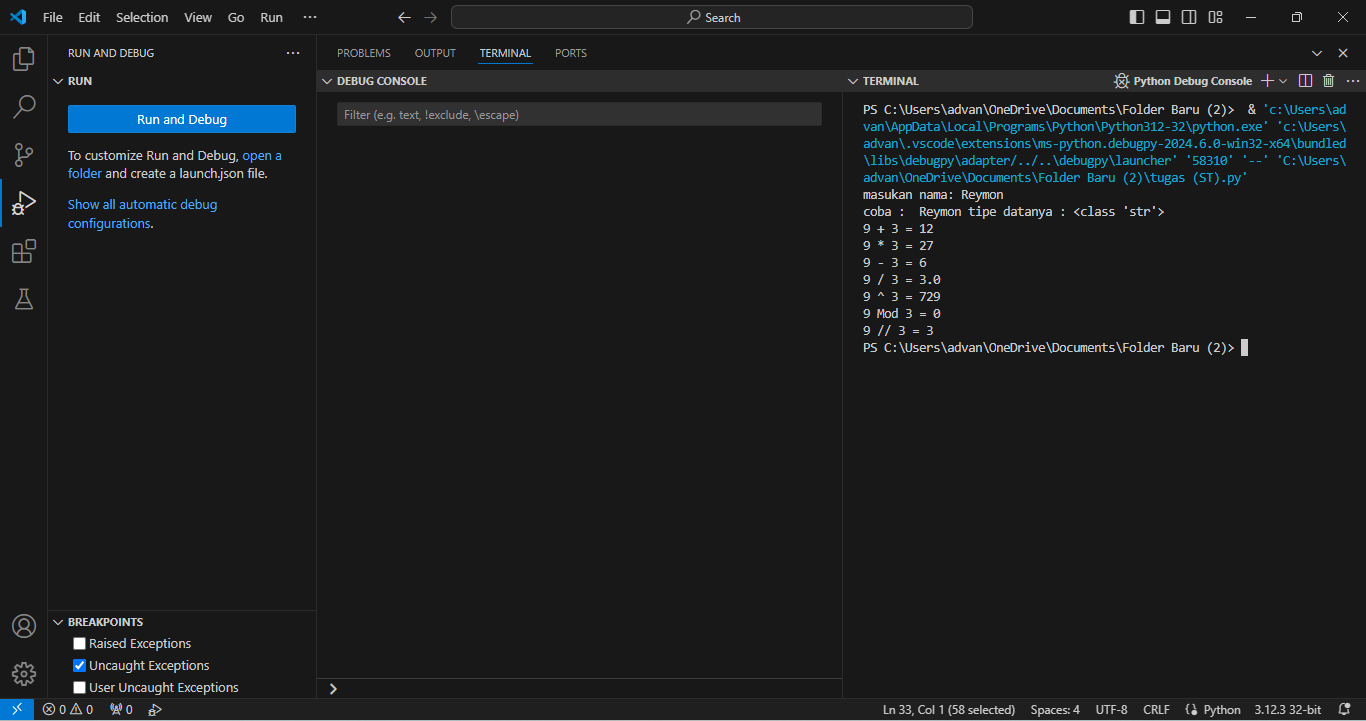 File Edit Selection View Go Run ··· Search
RUN AND DEBUG ···
RUN
Run and Debug
To customize Run and Debug, open a
folder and create a launch.json file.
Show all automatic debug
configurations.
BREAKPOINTS
Raised Exceptions
Uncaught Exceptions
User Uncaught Exceptions
PROBLEMS OUTPUT TERMINAL PORTS
DEBUG CONSOLE
Filter (e.g. text, !exclude, \escape)
TERMINAL Python Debug Console ···
PS C:\Users\advan\OneDrive\Documents\Folder Baru (2)>  & 'c:\Users\ad
van\AppData\Local\Programs\Python\Python312-32\python.exe' 'c:\Users\
advan\.vscode\extensions\ms-python.debugpy-2024.6.0-win32-x64\bundled
\libs\debugpy\adapter/../..\debugpy\launcher' '58310' '--' 'C:\Users\
advan\OneDrive\Documents\Folder Baru (2)\tugas (ST).py'
masukan nama: Reymon
coba :  Reymon tipe datanya : <class 'str'>
9 + 3 = 12
9 * 3 = 27
9 - 3 = 6
9 / 3 = 3.0
9 ^ 3 = 729
9 Mod 3 = 0
9 // 3 = 3
PS C:\Users\advan\OneDrive\Documents\Folder Baru (2)>
0 0 0 Ln 33, Col 1 (58 selected) Spaces: 4 UTF-8 CRLF Python 3.12.3 32-bit